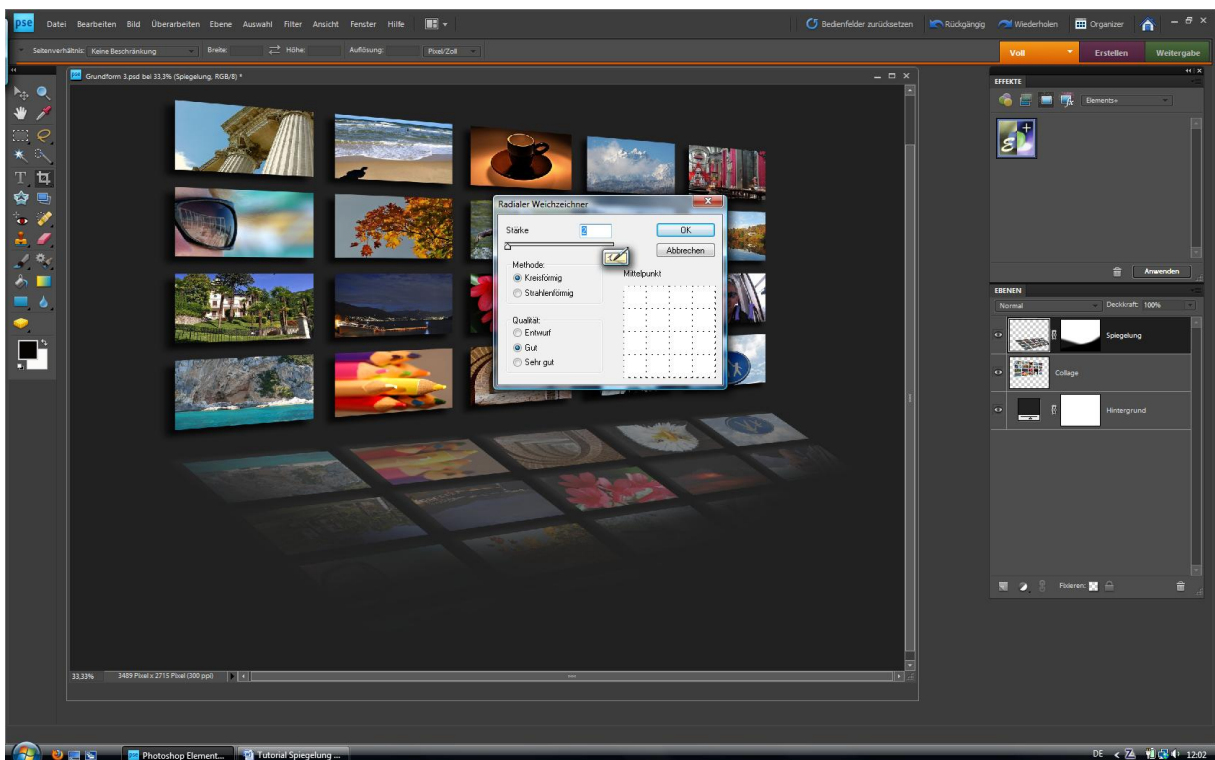 pse Datei Bearbeiten Bild Überarbeiten Ebene Auswahl Filter Ansicht Fenster Hilfe Bedienfelder zurücksetzen Rückgängig Wiederholen Organizer
Seitenverhältnis: Keine Beschränkung Breite: Höhe: Auflösung: Pixel/Zoll Voll Erstellen Weitergabe
Grundform 3.psd bei 33,3% (Spiegelung, RGB/8) *
EFFEKTE
Elements+
Radialer Weichzeichner
Stärke 2 OK
Abbrechen
Methode: Mittelpunkt
Kreisförmig
Strahlenförmig
Qualität:
Entwurf
Gut
Sehr gut
Anwenden
EBENEN
Normal Deckkraft: 100%
Spiegelung
Collage
Hintergrund
Fixieren:
33,33% 3489 Pixel x 2715 Pixel (300 ppi)
Photoshop Element... Tutorial Spiegelung ... DE 12:02